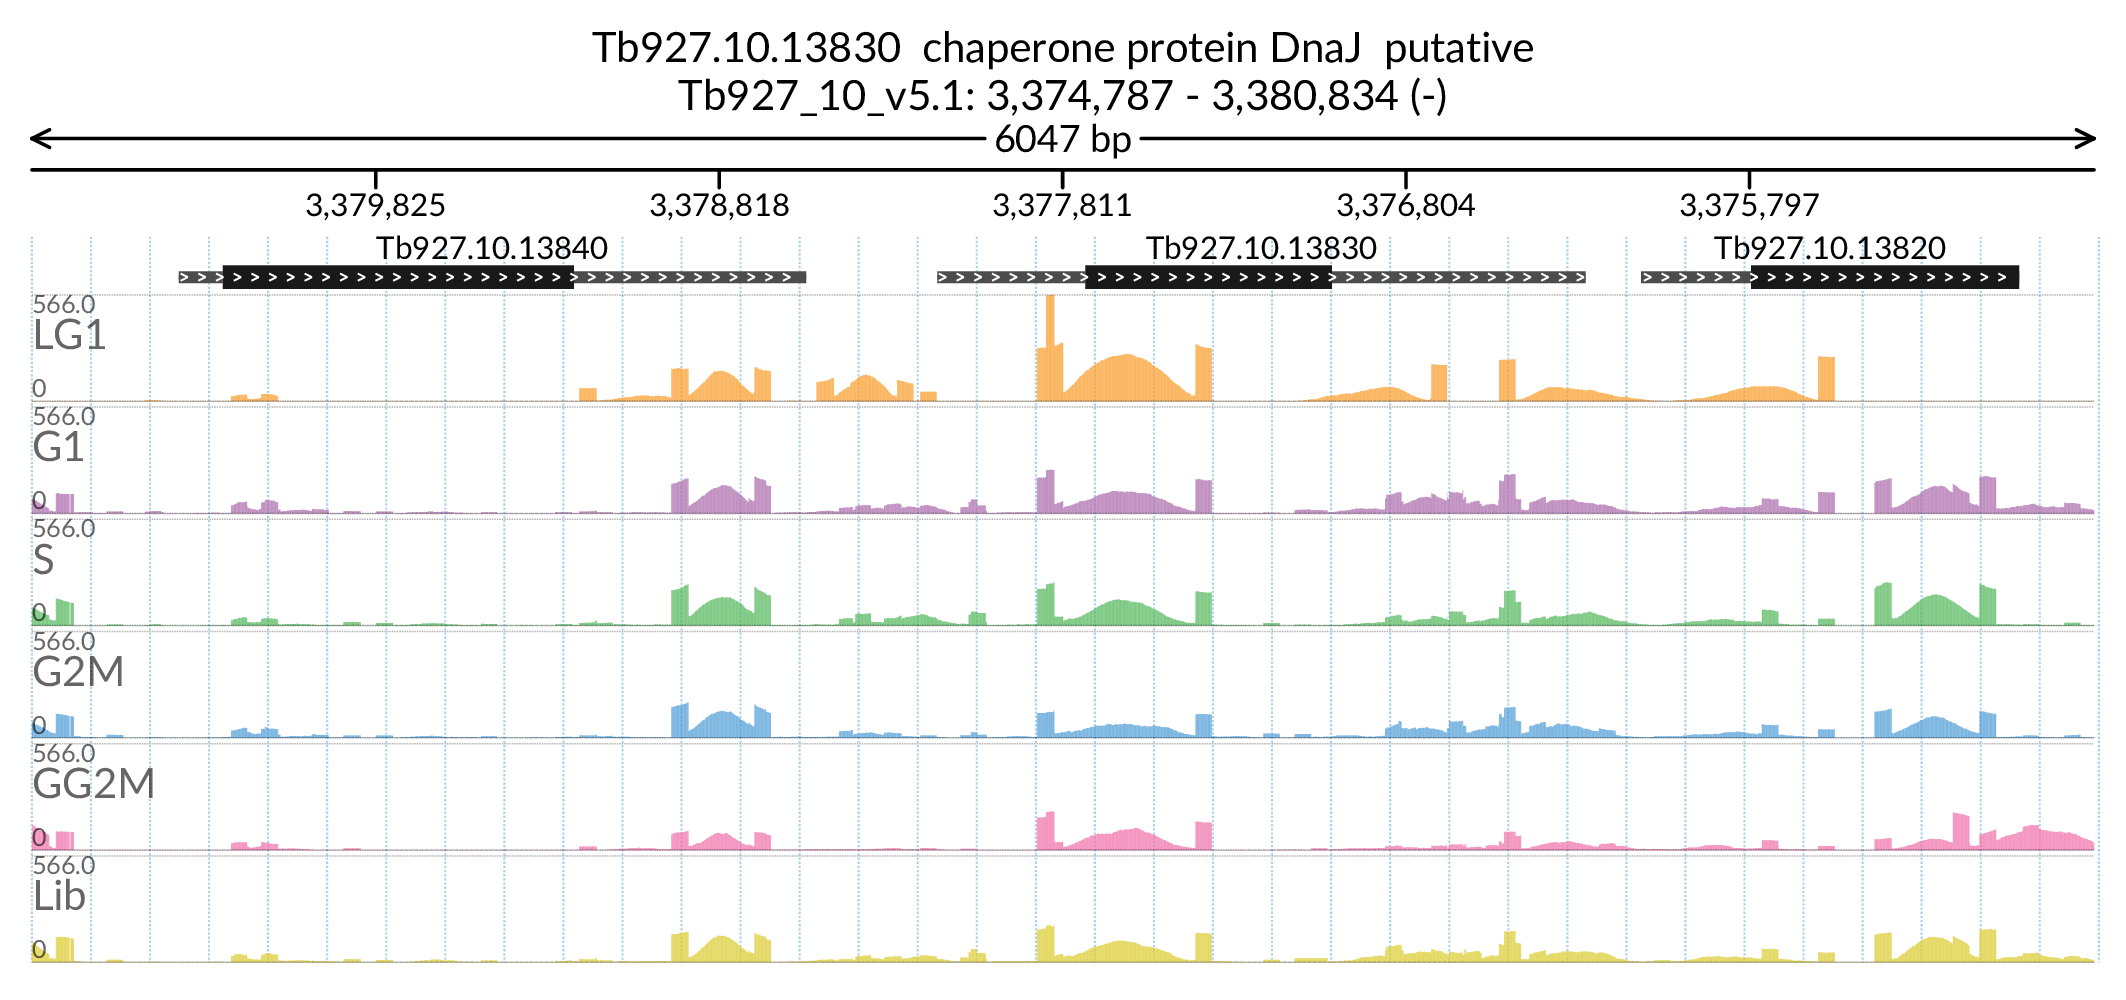 Tb927.10.13830  chaperone protein DnaJ  putative
Tb927_10_v5.1: 3,374,787 - 3,380,834 (-)
6047 bp
3,379,825 3,378,818 3,377,811 3,376,804 3,375,797
Tb927.10.13840 Tb927.10.13830 Tb927.10.13820
566.0
LG1
0
566.0
G1
0
566.0
S
0
566.0
G2M
0
566.0
GG2M
0
566.0
Lib
0